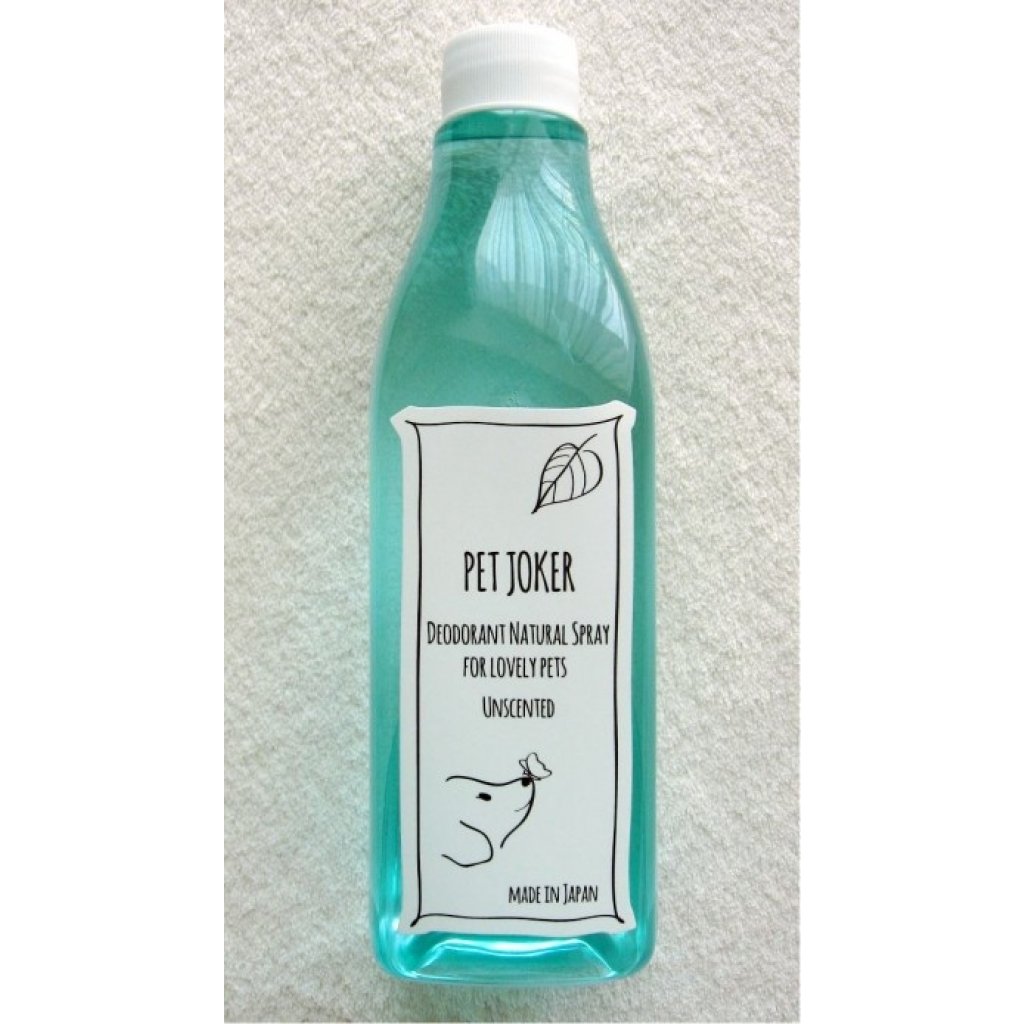 PET JOKER
DEODORANT NATURAL SPRAY
FOR LOVELY PETS
UNSCENTED
MADE IN JAPAN